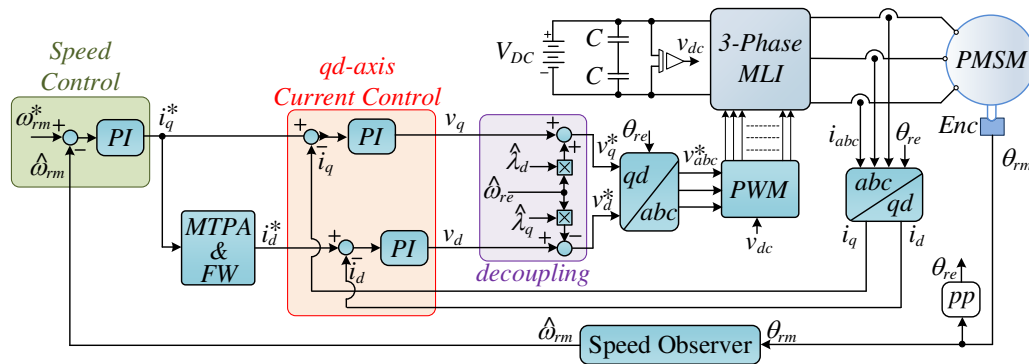 Speed
Control
qd-axis
Current Control
V_DC
C
C
v_dc
3-Phase
MLI
PMSM
Enc
θ_rm
ω*_rm
+
−
PI
i*_q
ω̂_rm
+
−
i_q
PI
v_q
+
+
λ̂_d
ω̂_re
λ̂_q
−
+
decoupling
v*_q
v*_d
θ_re
qd
abc
v*_abc
PWM
v_dc
i_abc
θ_re
abc
qd
i_q
i_d
MTPA
&
FW
i*_d
+
−
i_d
PI
v_d
θ_re
pp
ω̂_rm
Speed Observer
θ_rm